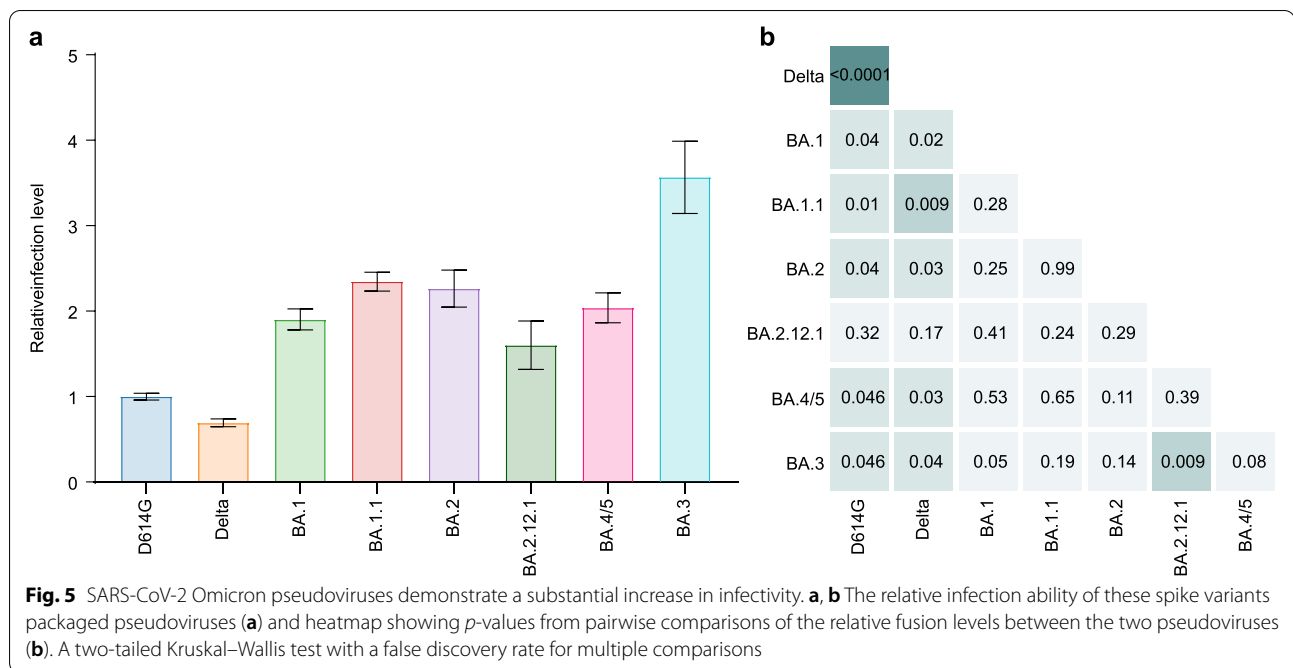 a
5
4
3
2
1
0
Relativeinfection level
D614G
Delta
BA.1
BA.1.1
BA.2
BA.2.12.1
BA.4/5
BA.3
b
Delta <0.0001
BA.1 0.04 0.02
BA.1.1 0.01 0.009 0.28
BA.2 0.04 0.03 0.25 0.99
BA.2.12.1 0.32 0.17 0.41 0.24 0.29
BA.4/5 0.046 0.03 0.53 0.65 0.11 0.39
BA.3 0.046 0.04 0.05 0.19 0.14 0.009 0.08
D614G
Delta
BA.1
BA.1.1
BA.2
BA.2.12.1
BA.4/5
Fig. 5 SARS-CoV-2 Omicron pseudoviruses demonstrate a substantial increase in infectivity. a, b The relative infection ability of these spike variants
packaged pseudoviruses (a) and heatmap showing p-values from pairwise comparisons of the relative fusion levels between the two pseudoviruses
(b). A two-tailed Kruskal–Wallis test with a false discovery rate for multiple comparisons